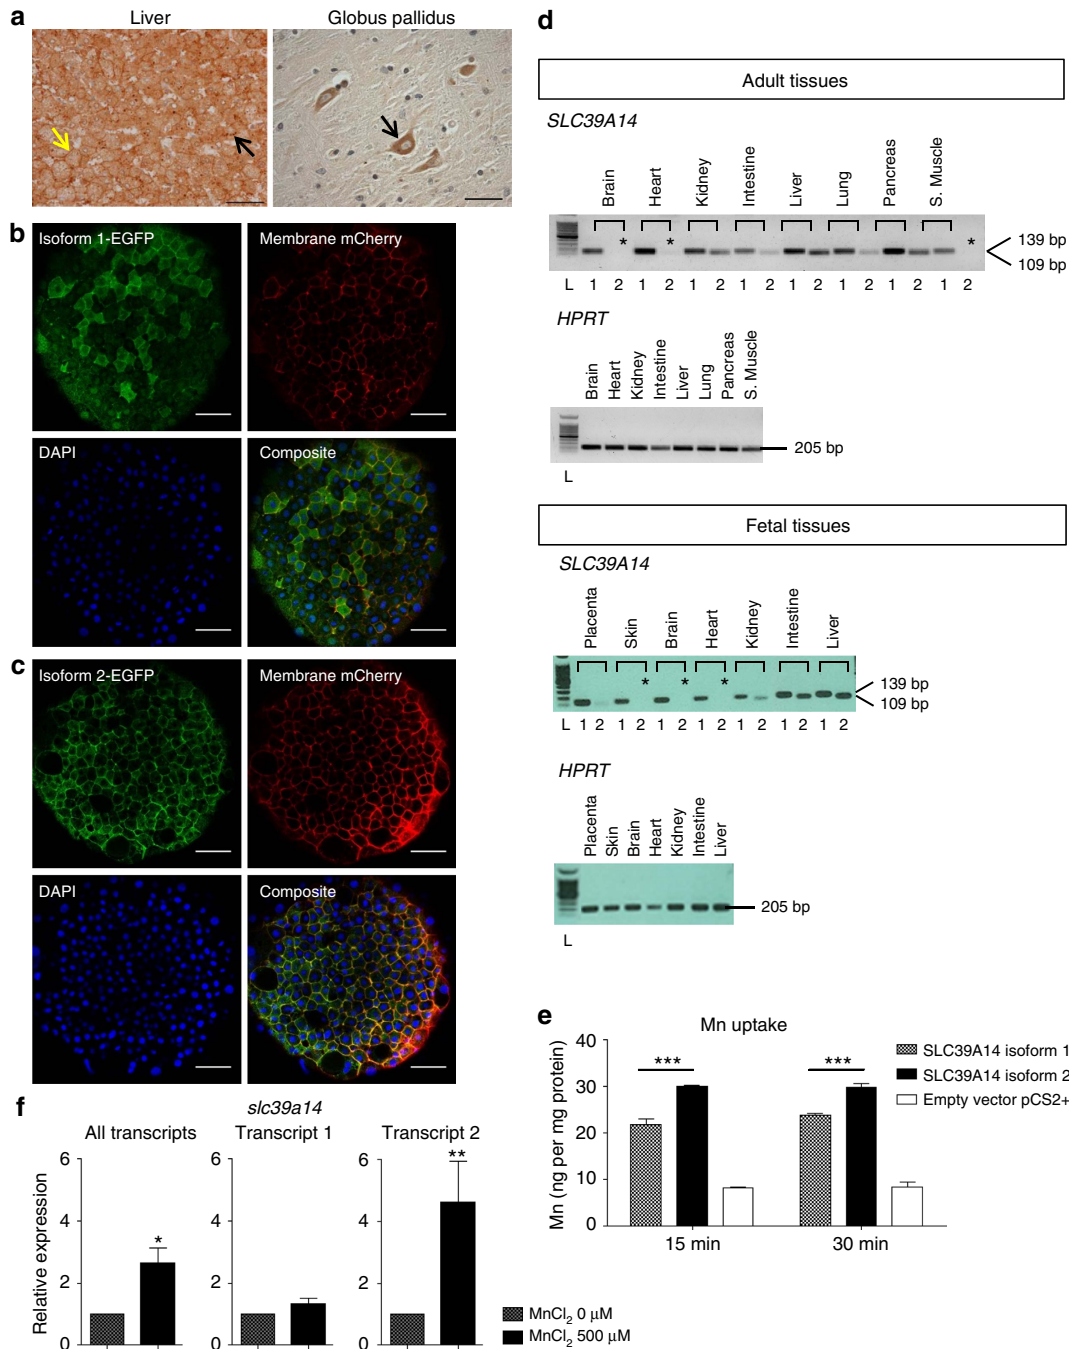 a
Liver
Globus pallidus
b
Isoform 1-EGFP
Membrane mCherry
DAPI
Composite
c
Isoform 2-EGFP
Membrane mCherry
DAPI
Composite
d
Adult tissues
SLC39A14
Brain
Heart
Kidney
Intestine
Liver
Lung
Pancreas
S. Muscle
* * *
139 bp
109 bp
L 1 2 1 2 1 2 1 2 1 2 1 2 1 2 1 2
HPRT
Brain
Heart
Kidney
Intestine
Liver
Lung
Pancreas
S. Muscle
205 bp
L
Fetal tissues
SLC39A14
Placenta
Skin
Brain
Heart
Kidney
Intestine
Liver
* * *
139 bp
109 bp
L 1 2 1 2 1 2 1 2 1 2 1 2 1 2
HPRT
Placenta
Skin
Brain
Heart
Kidney
Intestine
Liver
205 bp
L
e
Mn uptake
Mn (ng per mg protein)
40
30
20
10
0
***
***
15 min
30 min
SLC39A14 isoform 1
SLC39A14 isoform 2
Empty vector pCS2+
f
slc39a14
All transcripts
Transcript 1
Transcript 2
Relative expression
6
4
2
0
*
6
4
2
0
6
4
2
0
**
MnCl2 0 µM
MnCl2 500 µM